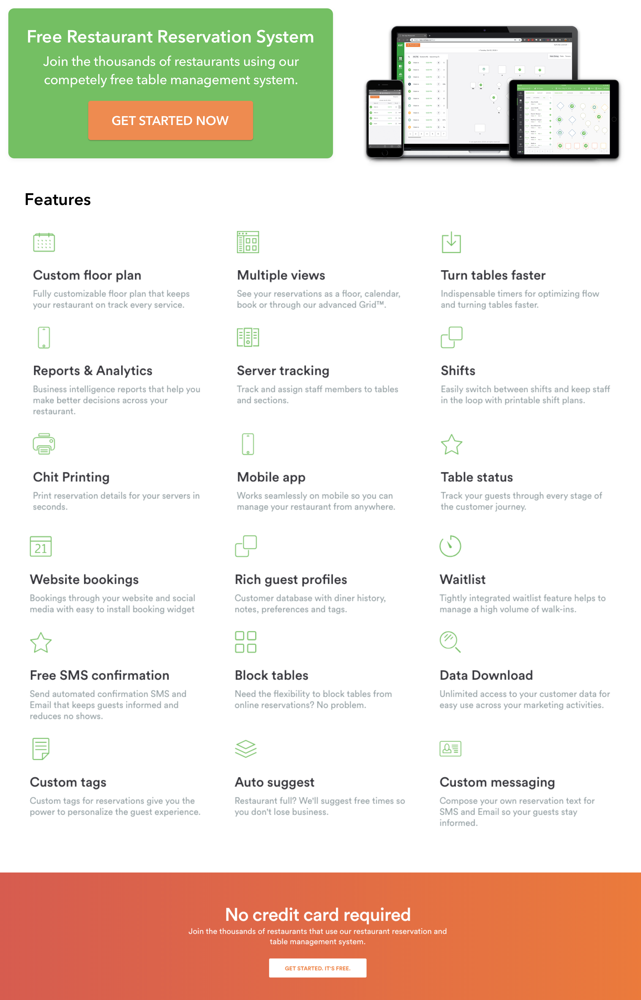 Free Restaurant Reservation System
Join the thousands of restaurants using our
competely free table management system.
GET STARTED NOW
eat
Tuesday, Oct 02, 2018
Main Dining Patio Terrace
Features
Custom floor plan
Fully customizable floor plan that keeps
your restaurant on track every service.
Multiple views
See your reservations as a floor, calendar,
book or through our advanced Grid™.
Turn tables faster
Indispensable timers for optimizing flow
and turning tables faster.
Reports & Analytics
Business intelligence reports that help you
make better decisions across your
restaurant.
Server tracking
Track and assign staff members to tables
and sections.
Shifts
Easily switch between shifts and keep staff
in the loop with printable shift plans.
Chit Printing
Print reservation details for your servers in
seconds.
Mobile app
Works seamlessly on mobile so you can
manage your restaurant from anywhere.
Table status
Track your guests through every stage of
the customer journey.
21
Website bookings
Bookings through your website and social
media with easy to install booking widget
Rich guest profiles
Customer database with diner history,
notes, preferences and tags.
Waitlist
Tightly integrated waitlist feature helps to
manage a high volume of walk-ins.
Free SMS confirmation
Send automated confirmation SMS and
Email that keeps guests informed and
reduces no shows.
Block tables
Need the flexibility to block tables from
online reservations? No problem.
Data Download
Unlimited access to your customer data for
easy use across your marketing activities.
Custom tags
Custom tags for reservations give you the
power to personalize the guest experience.
Auto suggest
Restaurant full? We'll suggest free times so
you don't lose business.
Custom messaging
Compose your own reservation text for
SMS and Email so your guests stay
informed.
No credit card required
Join the thousands of restaurants that use our restaurant reservation and
table management system.
GET STARTED. IT'S FREE.